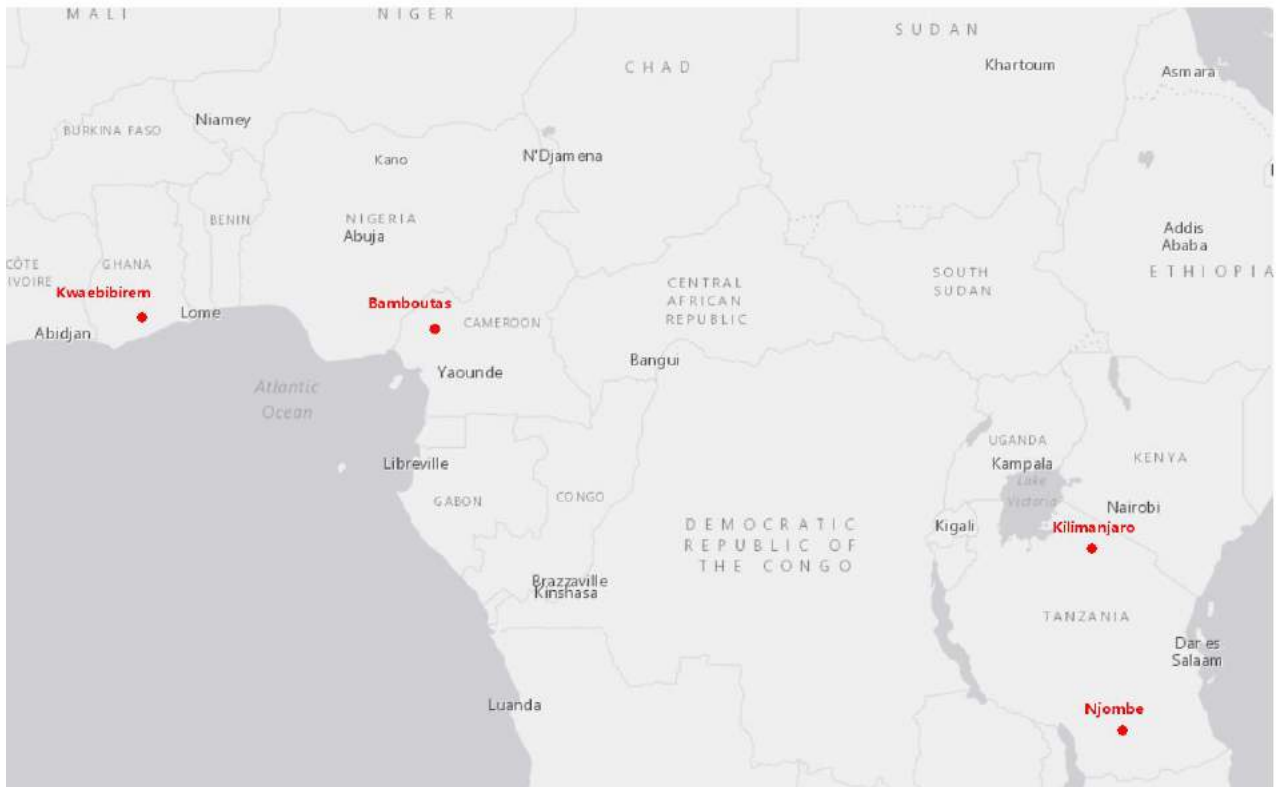 MALI
NIGER
SUDAN
CHAD
Khartoum
Asmara
Niamey
BURKINA FASO
Kano
N'Djamena
BENIN
NIGERIA
Abuja
Addis
Ababa
ETHIOPIA
CÔTE
IVOIRE
GHANA
CENTRAL
AFRICAN
REPUBLIC
SOUTH
SUDAN
Kwaebibirem
Bamboutas
Lome
CAMEROON
Abidjan
Bangui
Yaounde
Atlantic
Ocean
UGANDA
Kampala
KENYA
Libreville
Lake
Victoria
GABON
CONGO
Nairobi
Kigali
Kilimanjaro
DEMOCRATIC
REPUBLIC OF
THE CONGO
Brazzaville
Kinshasa
TANZANIA
Dar es
Salaam
Luanda
Njombe